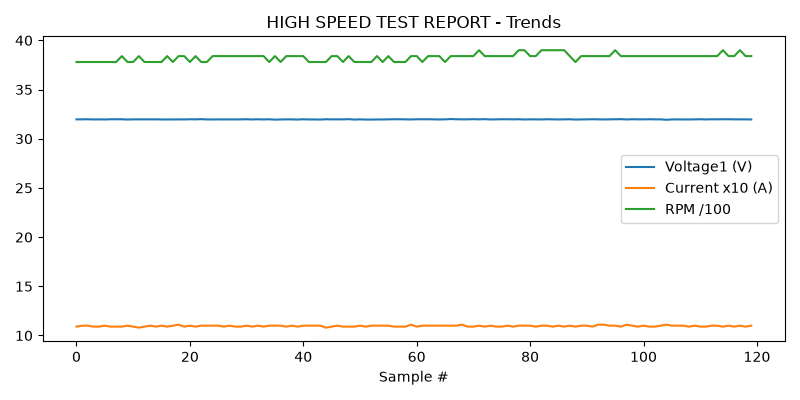 HIGH SPEED TEST REPORT - Trends
40
35
30
25
20
15
10
Voltage1 (V)
Current x10 (A)
RPM /100
0 20 40 60 80 100 120
Sample #